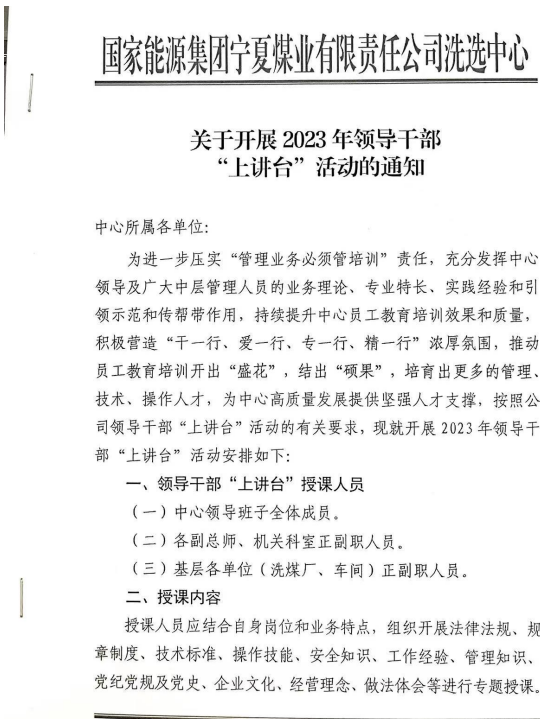 国家能源集团宁夏煤业有限责任公司洗选中心
关于开展 2023 年领导干部
“上讲台”活动的通知
中心所属各单位：
为进一步压实“管理业务必须管培训”责任，充分发挥中心
领导及广大中层管理人员的业务理论、专业特长、实践经验和引
领示范和传帮带作用，持续提升中心员工教育培训效果和质量，
积极营造“干一行、爱一行、专一行、精一行”浓厚氛围，推动
员工教育培训开出“盛花”，结出“硕果”，培育出更多的管理、
技术、操作人才，为中心高质量发展提供坚强人才支撑，按照公
司领导干部“上讲台”活动的有关要求，现就开展 2023 年领导干
部“上讲台”活动安排如下：
一、领导干部“上讲台”授课人员
（一）中心领导班子全体成员。
（二）各副总师、机关科室正副职人员。
（三）基层各单位（洗煤厂、车间）正副职人员。
二、授课内容
授课人员应结合自身岗位和业务特点，组织开展法律法规、规
章制度、技术标准、操作技能、安全知识、工作经验、管理知识、
党纪党规及党史、企业文化、经营理念、做法体会等进行专题授课。